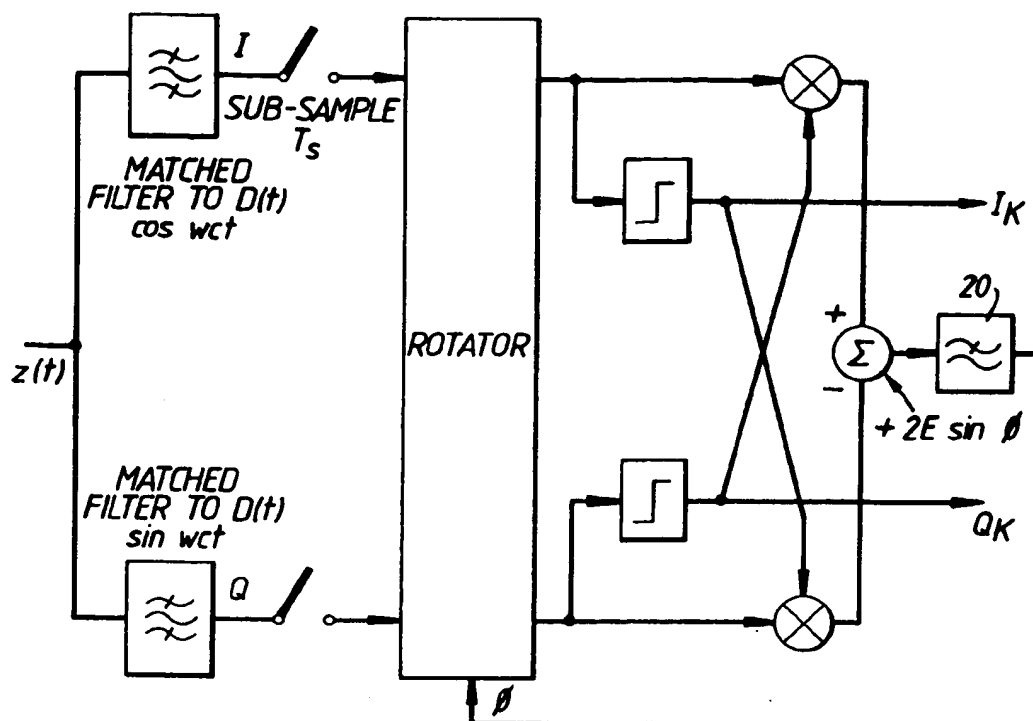 I
SUB-SAMPLE
Ts
MATCHED
FILTER TO D(t)
cos wct
z(t)
ROTATOR
IK
20
+
Σ
-
+ 2E sin ø
MATCHED
FILTER TO D(t)
sin wct
Q
QK
ø